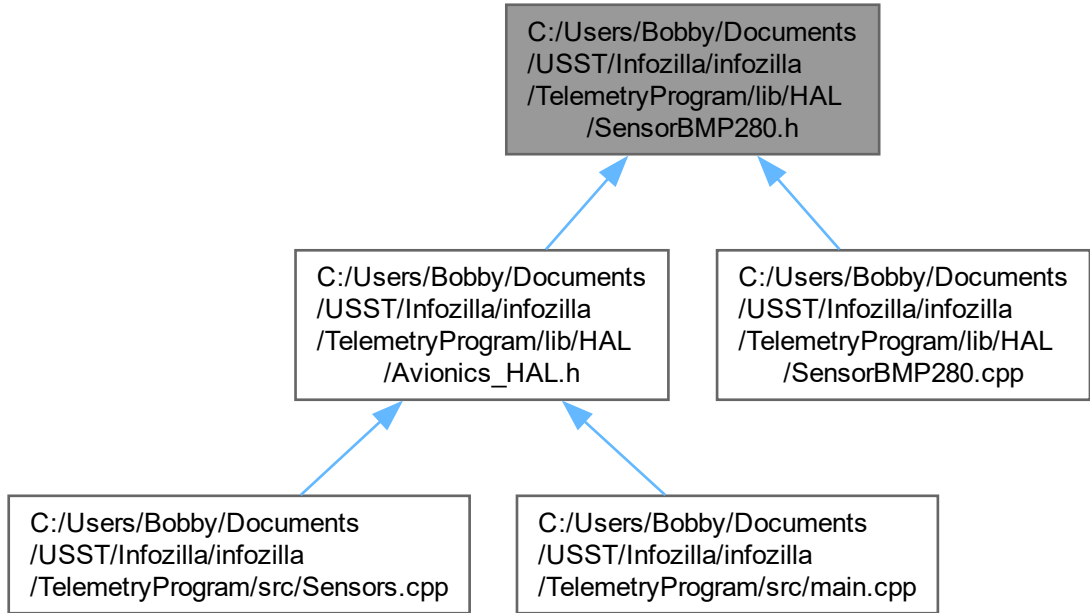 C:/Users/Bobby/Documents
/USST/Infozilla/infozilla
/TelemetryProgram/lib/HAL
/SensorBMP280.h
C:/Users/Bobby/Documents
/USST/Infozilla/infozilla
/TelemetryProgram/lib/HAL
/Avionics_HAL.h
C:/Users/Bobby/Documents
/USST/Infozilla/infozilla
/TelemetryProgram/lib/HAL
/SensorBMP280.cpp
C:/Users/Bobby/Documents
/USST/Infozilla/infozilla
/TelemetryProgram/src/Sensors.cpp
C:/Users/Bobby/Documents
/USST/Infozilla/infozilla
/TelemetryProgram/src/main.cpp